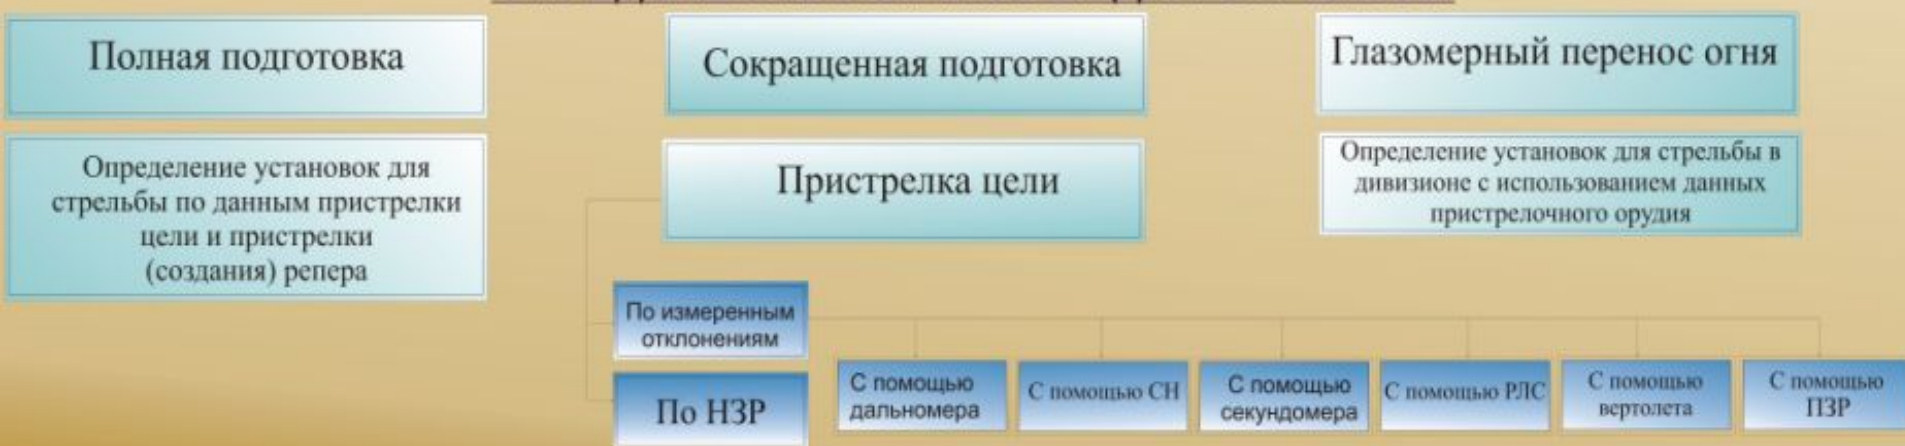 Полная подготовка
Сокращенная подготовка
Глазомерный перенос огня
Определение установок для
стрельбы по данным пристрелки
цели и пристрелки
(создания) репера
Пристрелка цели
Определение установок для стрельбы в
дивизионе с использованием данных
пристрелочного орудия
По измеренным
отклонениям
По НЗР
С помощью
дальномера
С помощью СН
С помощью
секундомера
С помощью РЛС
С помощью
вертолета
С помощью
ПЗР